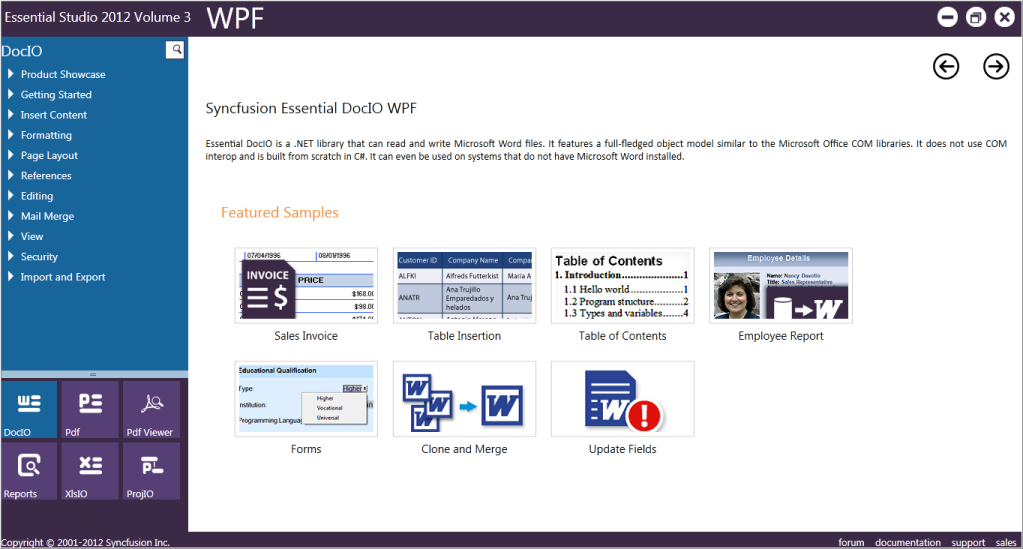 Essential Studio 2012 Volume 3 WPF
DocIO
Product Showcase
Getting Started
Insert Content
Formatting
Page Layout
References
Editing
Mail Merge
View
Security
Import and Export
DocIO
Pdf
Pdf Viewer
Reports
XlsIO
ProjIO
Syncfusion Essential DocIO WPF
Essential DocIO is a .NET library that can read and write Microsoft Word files. It features a full-fledged object model similar to the Microsoft Office COM libraries. It does not use COM
interop and is built from scratch in C#. It can even be used on systems that do not have Microsoft Word installed.
Featured Samples
07/04/1996 08/01/1996
INVOICE
PRICE
$168.00
$98.00
Sales Invoice
Customer ID Company Name Compa
ALFKI Alfreds Futterkist Maria A
ANATR Ana Trujillo Emparedados y helados Ana Truj
Table Insertion
Table of Contents
1. Introduction....................1
1.1 Hello world..................1
1.2 Program structure.........2
1.3 Types and variables.......4
Table of Contents
Employee Details
Name: Nancy Davolio
Title: Sales Representative
W
Employee Report
Educational Qualification
Type: Higher
nstitution:
Programming Languag
Higher
Vocational
Universal
Forms
W
W
W
W
Clone and Merge
W
Update Fields
Copyright © 2001-2012 Syncfusion Inc.
forum documentation support sales